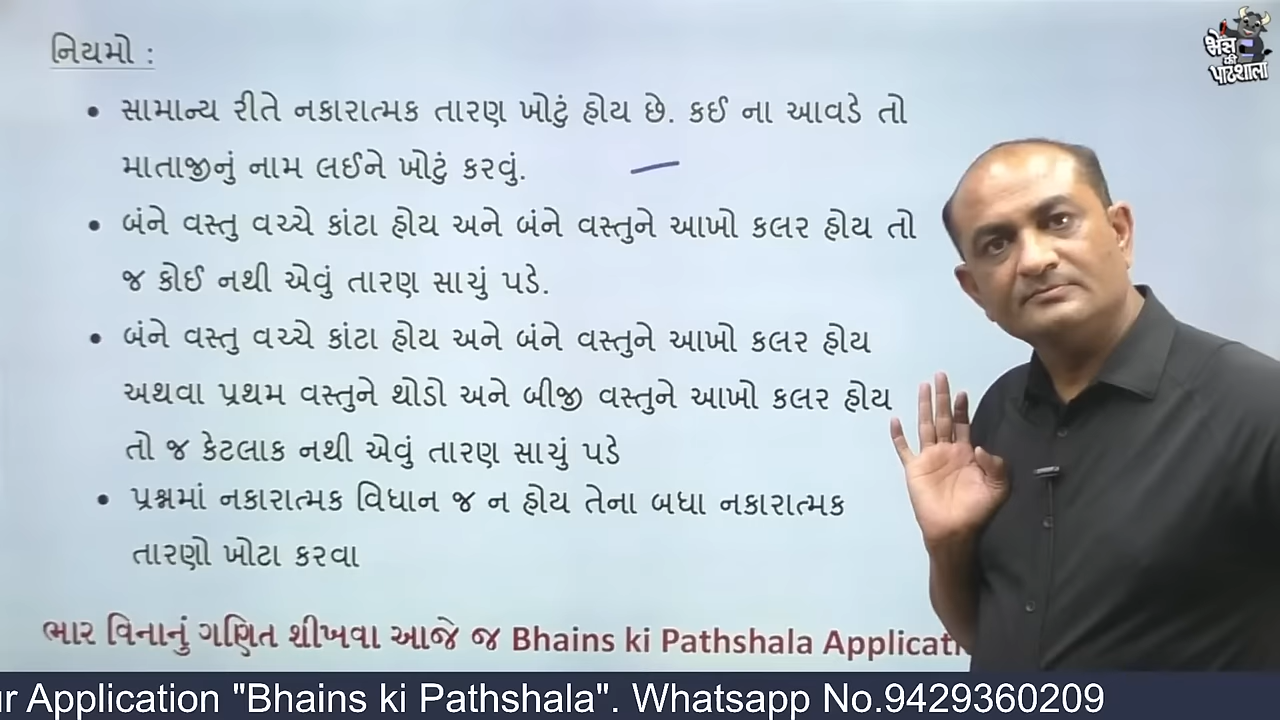 નિયમો :
ભેંસ
કી
પાઠશાલા
• સામાન્ય રીતે નકારાત્મક તારણ ખોટું હોય છે. કઈ ના આવડે તો
માતાજીનું નામ લઈને ખોટું કરવું.
• બંને વસ્તુ વચ્ચે કાંટા હોય અને બંને વસ્તુને આખો કલર હોય તો
જ કોઈ નથી એવું તારણ સાચું પડે.
• બંને વસ્તુ વચ્ચે કાંટા હોય અને બંને વસ્તુને આખો કલર હોય
અથવા પ્રથમ વસ્તુને થોડો અને બીજી વસ્તુને આખો કલર હોય
તો જ કેટલાક નથી એવું તારણ સાચું પડે
• પ્રશ્નમાં નકારાત્મક વિધાન જ ન હોય તેના બધા નકારાત્મક
તારણો ખોટા કરવા
ભાર વિનાનું ગણિત શીખવા આજે જ Bhains ki Pathshala
Application "Bhains ki Pathshala". Whatsapp No.9429360209